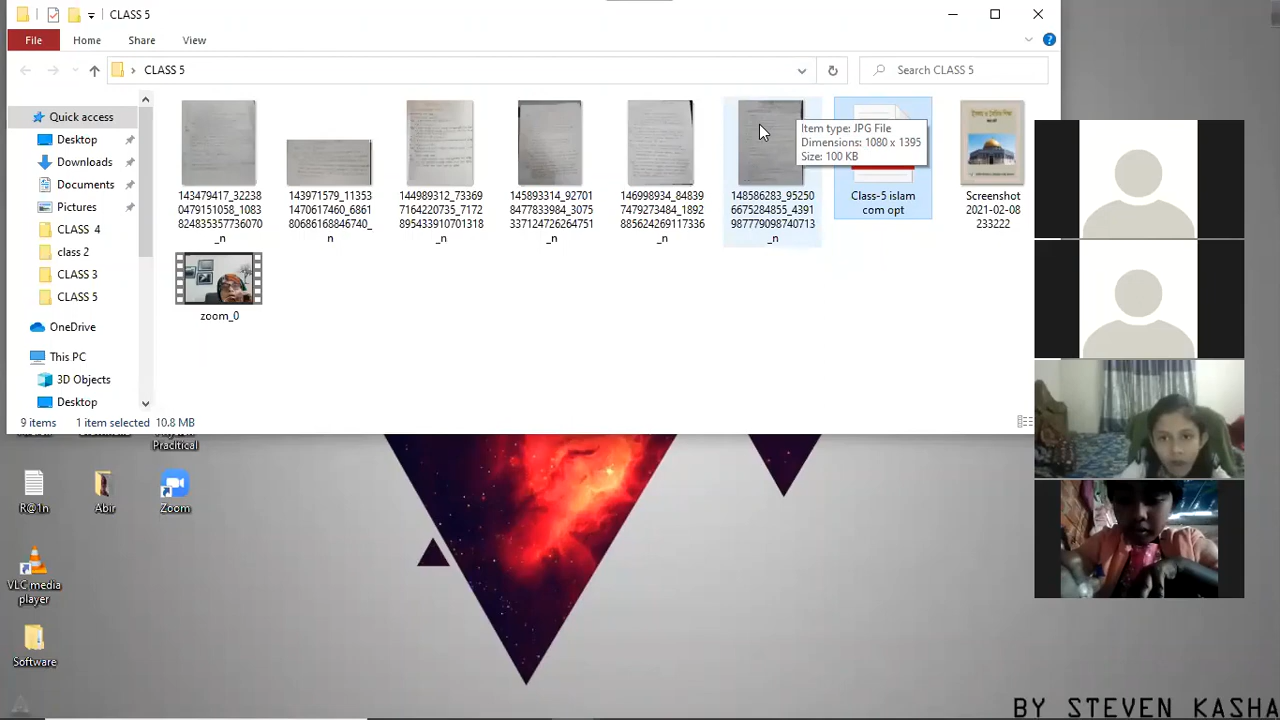 CLASS 5
File
Home
Share
View
CLASS 5
Search CLASS 5
Quick access
Desktop
Downloads
Documents
Pictures
CLASS 4
class 2
CLASS 3
CLASS 5
OneDrive
This PC
3D Objects
Desktop
143479417_32238
0479151058_1083
824835357736070
_n
143971579_11353
1470617460_6861
80686168846740_
n
144989312_73369
7164220735_7172
895433910701318
_n
145893314_92701
8477833984_3075
337124726264751
_n
146998934_84839
7479273484_1892
885624269117336
_n
148586283_95250
6675284855_4391
987779098740713
_n
Item type: JPG File
Dimensions: 1080 x 1395
Size: 100 KB
Class-5 islam
com opt
Screenshot
2021-02-08
233222
zoom_0
9 items
1 item selected 10.8 MB
Pracitical
R@1n
Abir
Zoom
VLC media
player
Software
BY STEVEN KASHA